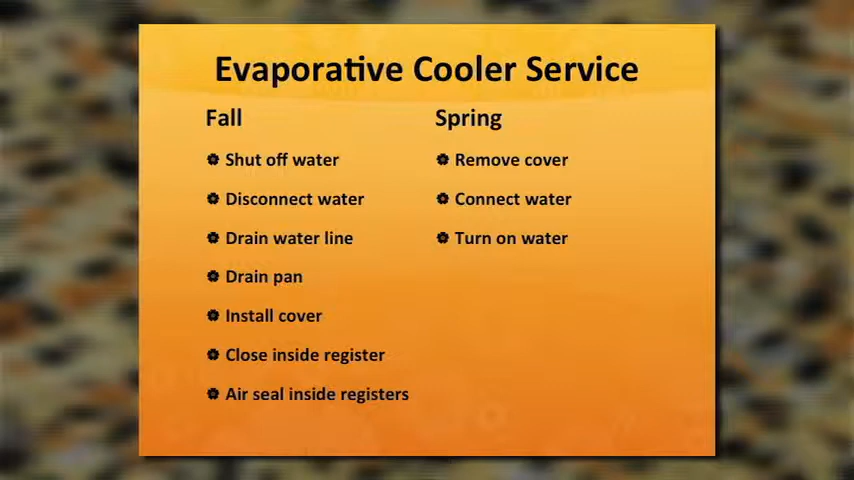 Evaporative Cooler Service
Fall
Shut off water
Disconnect water
Drain water line
Drain pan
Install cover
Close inside register
Air seal inside registers
Spring
Remove cover
Connect water
Turn on water